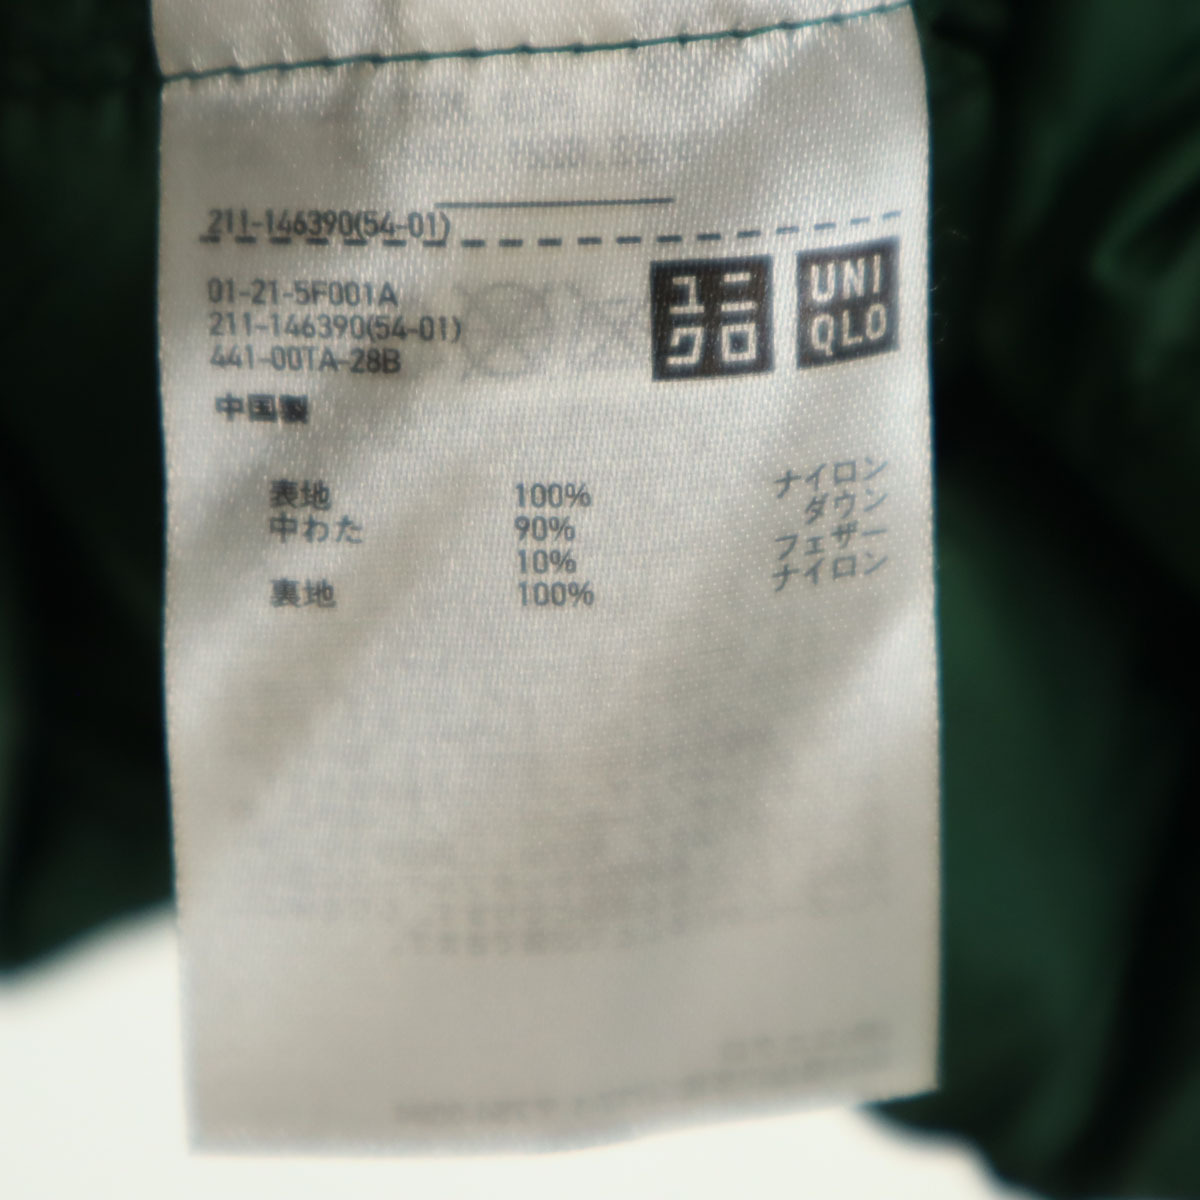 211-146390(54-01)
01-21-5F001A
211-146390(54-01)
441-00TA-28B
中国製
ユニクロ
UNIQLO
表地 100% ナイロン
中わた 90% ダウン
10% フェザー
裏地 100% ナイロン